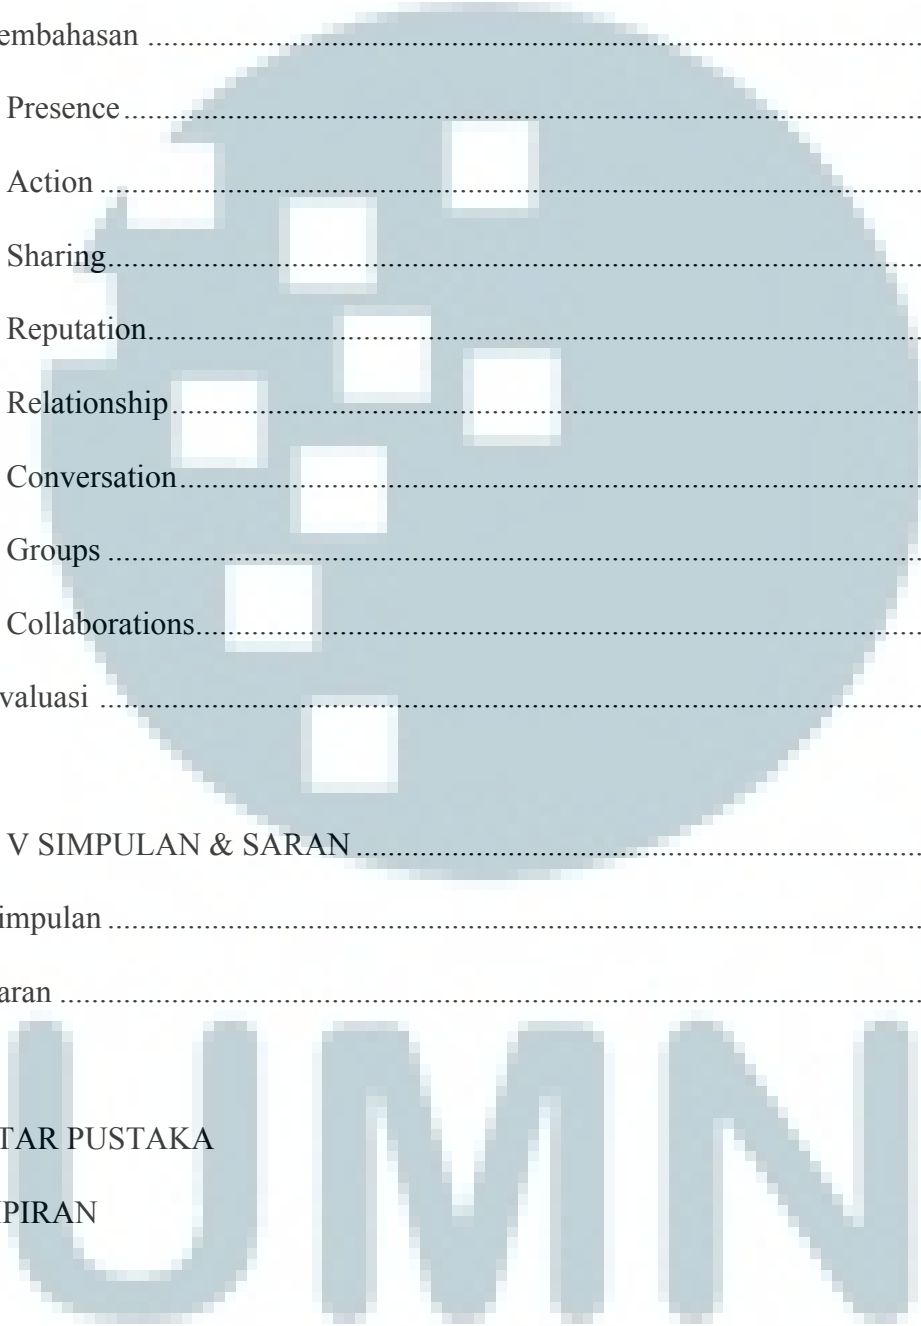 embahasan ................................................................
Presence ................................................................
Action ................................................................
Sharing ................................................................
Reputation ................................................................
Relationship ................................................................
Conversation ................................................................
Groups ................................................................
Collaborations ................................................................
valuasi ................................................................
V SIMPULAN & SARAN ................................................................
impulan ................................................................
aran ................................................................
TAR PUSTAKA
PIRAN
UMN